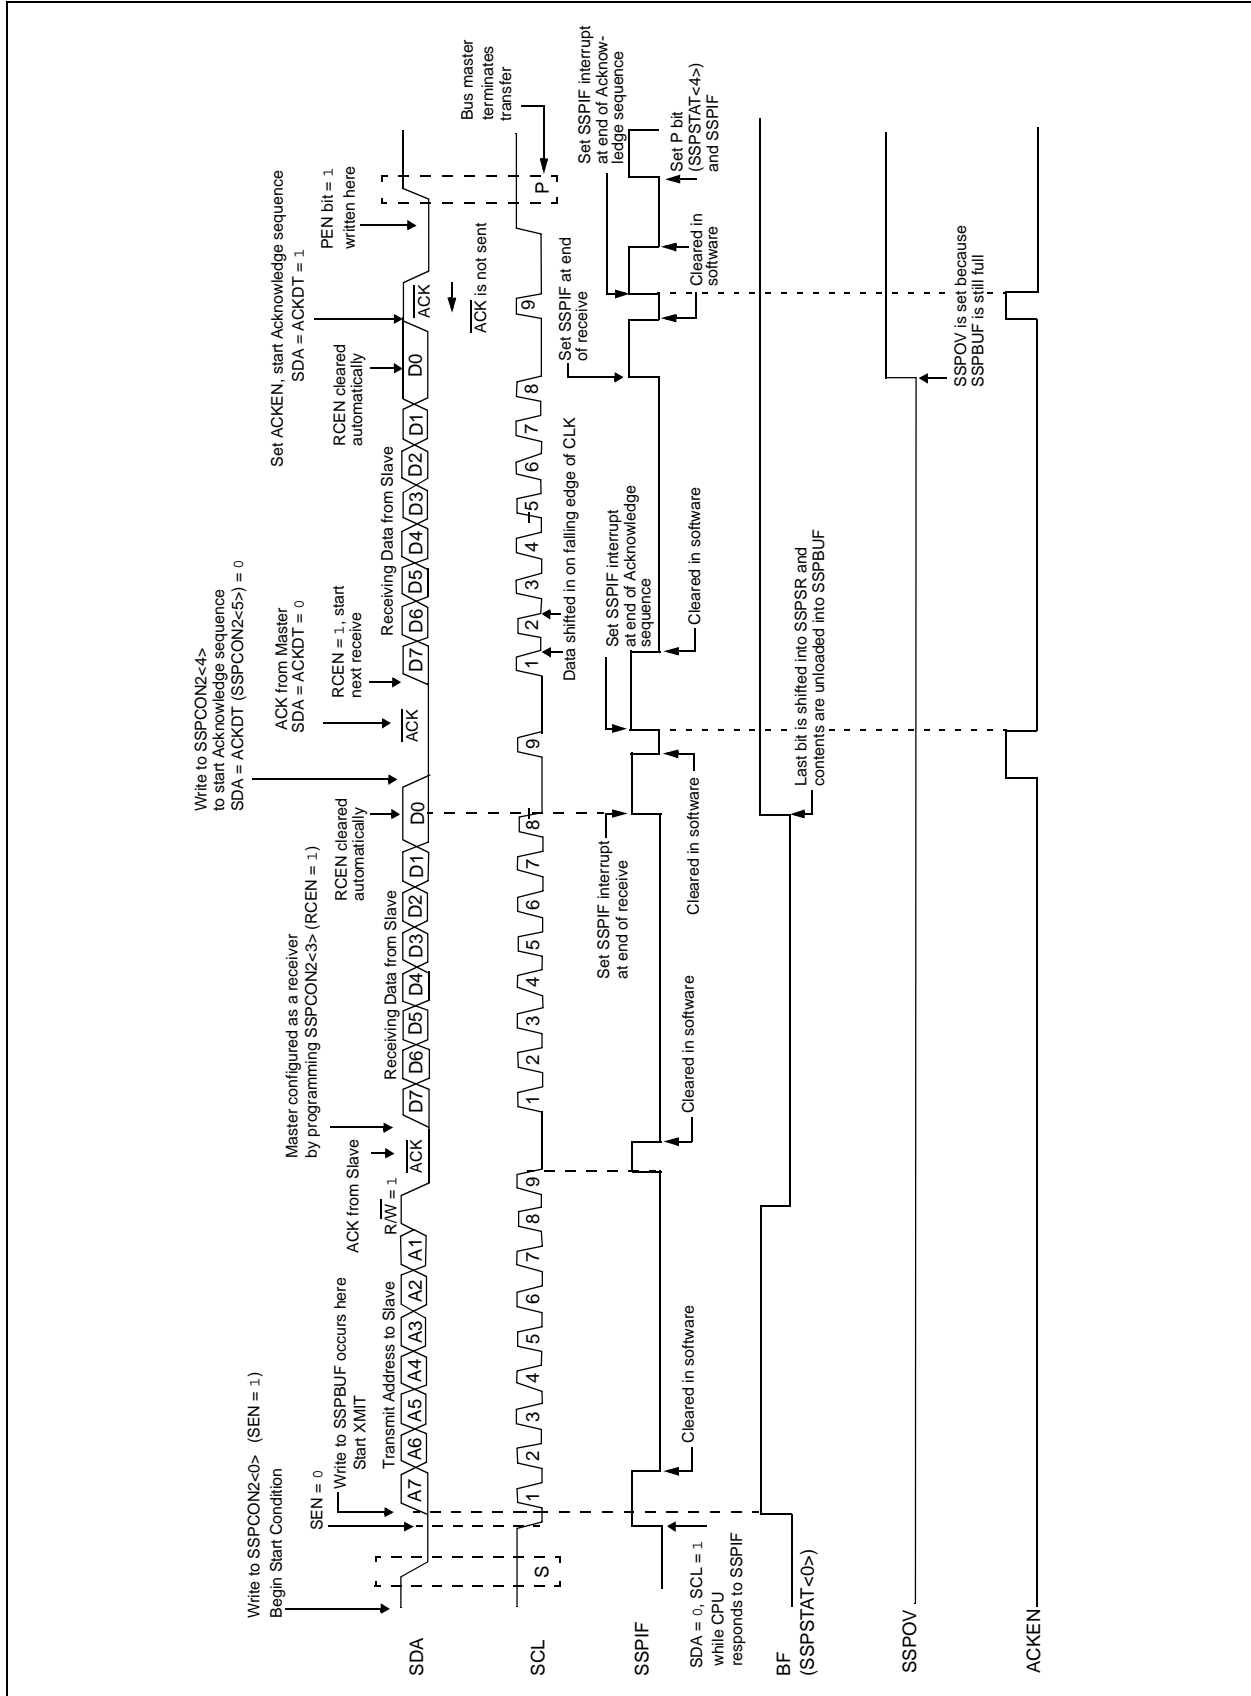 Write to SSPCON2<0> (SEN = 1)
Begin Start Condition
SEN = 0
Write to SSPBUF occurs here
Start XMIT
Transmit Address to Slave
ACK from Slave
R/W = 1
Master configured as a receiver
by programming SSPCON2<3> (RCEN = 1)
Receiving Data from Slave
RCEN cleared
automatically
Write to SSPCON2<4>
to start Acknowledge sequence
SDA = ACKDT (SSPCON2<5>) = 0
ACK from Master
SDA = ACKDT = 0
RCEN = 1, start
next receive
Receiving Data from Slave
RCEN cleared
automatically
Set ACKEN, start Acknowledge sequence
SDA = ACKDT = 1
PEN bit = 1
written here
Bus master
terminates
transfer
SDA
A7 A6 A5 A4 A3 A2 A1
ACK
D7 D6 D5 D4 D3 D2 D1 D0
ACK
D7 D6 D5 D4 D3 D2 D1 D0
ACK
ACK is not sent
SCL
S
1 2 3 4 5 6 7 8 9
1 2 3 4 5 6 7 8 9
1 2 3 4 5 6 7 8 9
P
Data shifted in on falling edge of CLK
Set SSPIF at end
of receive
Set SSPIF interrupt
at end of receive
Set SSPIF interrupt
at end of Acknowledge
sequence
Set SSPIF interrupt
at end of Acknow-
ledge sequence
SSPIF
SDA = 0, SCL = 1
while CPU
responds to SSPIF
Cleared in software
Cleared in software
Cleared in software
Cleared in software
Cleared in
software
Set P bit
(SSPSTAT<4>)
and SSPIF
BF
(SSPSTAT<0>)
Last bit is shifted into SSPSR and
contents are unloaded into SSPBUF
SSPOV
SSPOV is set because
SSPBUF is still full
ACKEN